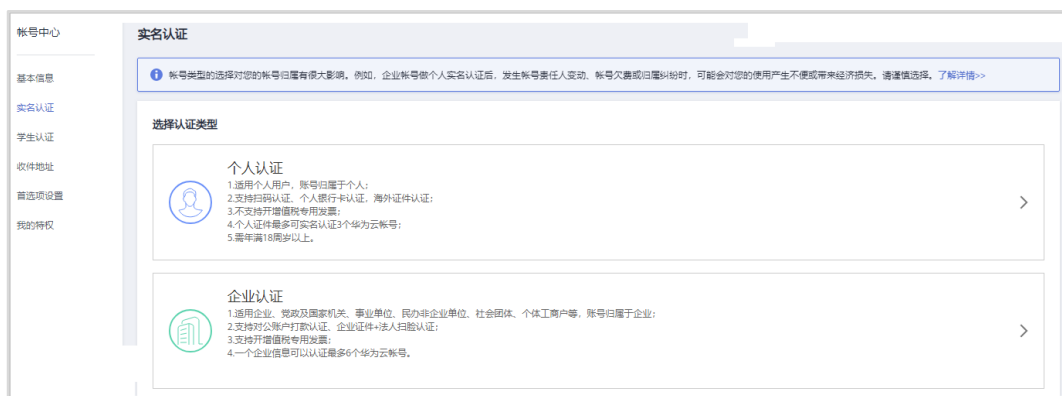 帐号中心
基本信息
实名认证
学生认证
收件地址
首选项设置
我的特权
实名认证
帐号类型的选择对您的帐号归属有很大影响。例如，企业帐号做个人实名认证后，发生帐号责任人变动、帐号欠费或归属纠纷时，可能会对您的使用产生不便或带来经济损失。请谨慎选择。了解详情>>
选择认证类型
个人认证
1.适用个人用户，账号归属于个人；
2.支持扫码认证、个人银行卡认证，海外证件认证；
3.不支持开增值税专用发票；
4.个人证件最多可实名认证3个华为云帐号；
5.需年满18周岁以上。
企业认证
1.适用企业、党政及国家机关、事业单位、民办非企业单位、社会团体、个体工商户等，账号归属于企业；
2.支持对公账户打款认证、企业证件+法人扫脸认证；
3.支持开增值税专用发票；
4.一个企业信息可以认证最多6个华为云帐号。